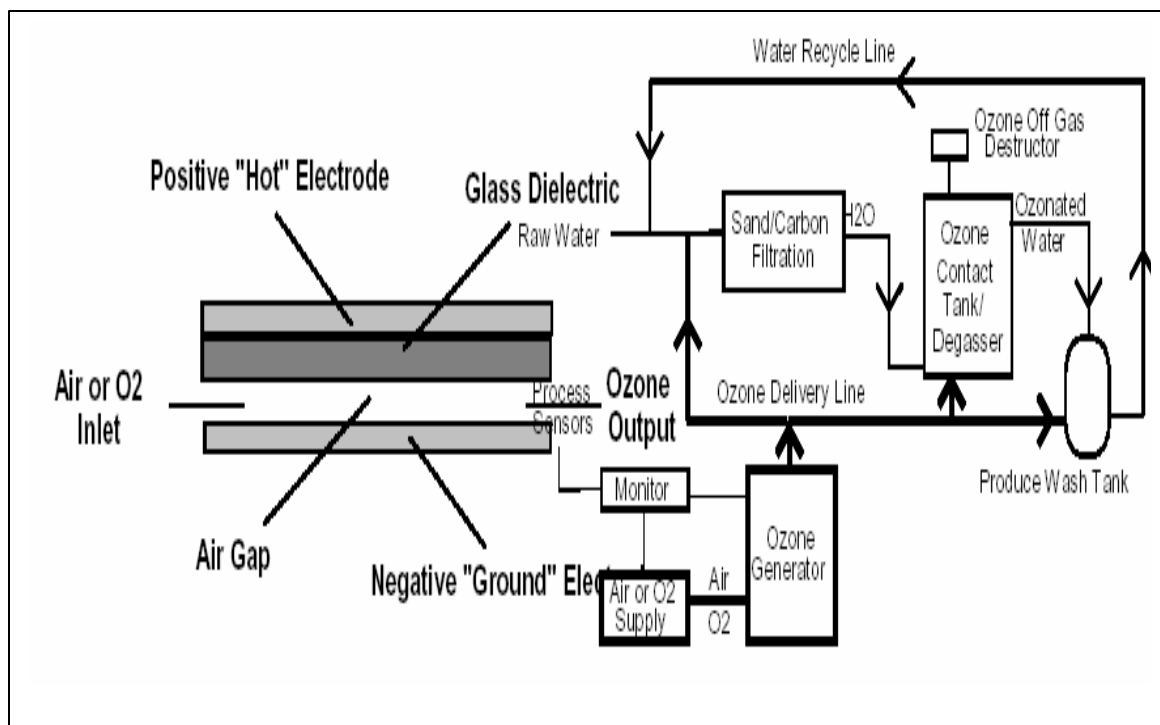 Water Recycle Line
Ozone Off Gas
Destructor
Positive "Hot" Electrode
Glass Dielectric
Raw Water
Sand/Carbon
Filtration
H2O
Ozone
Contact
Tank/
Degasser
Ozonated
Water
Air or O2
Inlet
Process
Sensors
Ozone
Output
Ozone Delivery Line
Produce Wash Tank
Air Gap
Negative "Ground" Elect
Monitor
Ozone
Generator
Air or O2
Supply
Air
O2